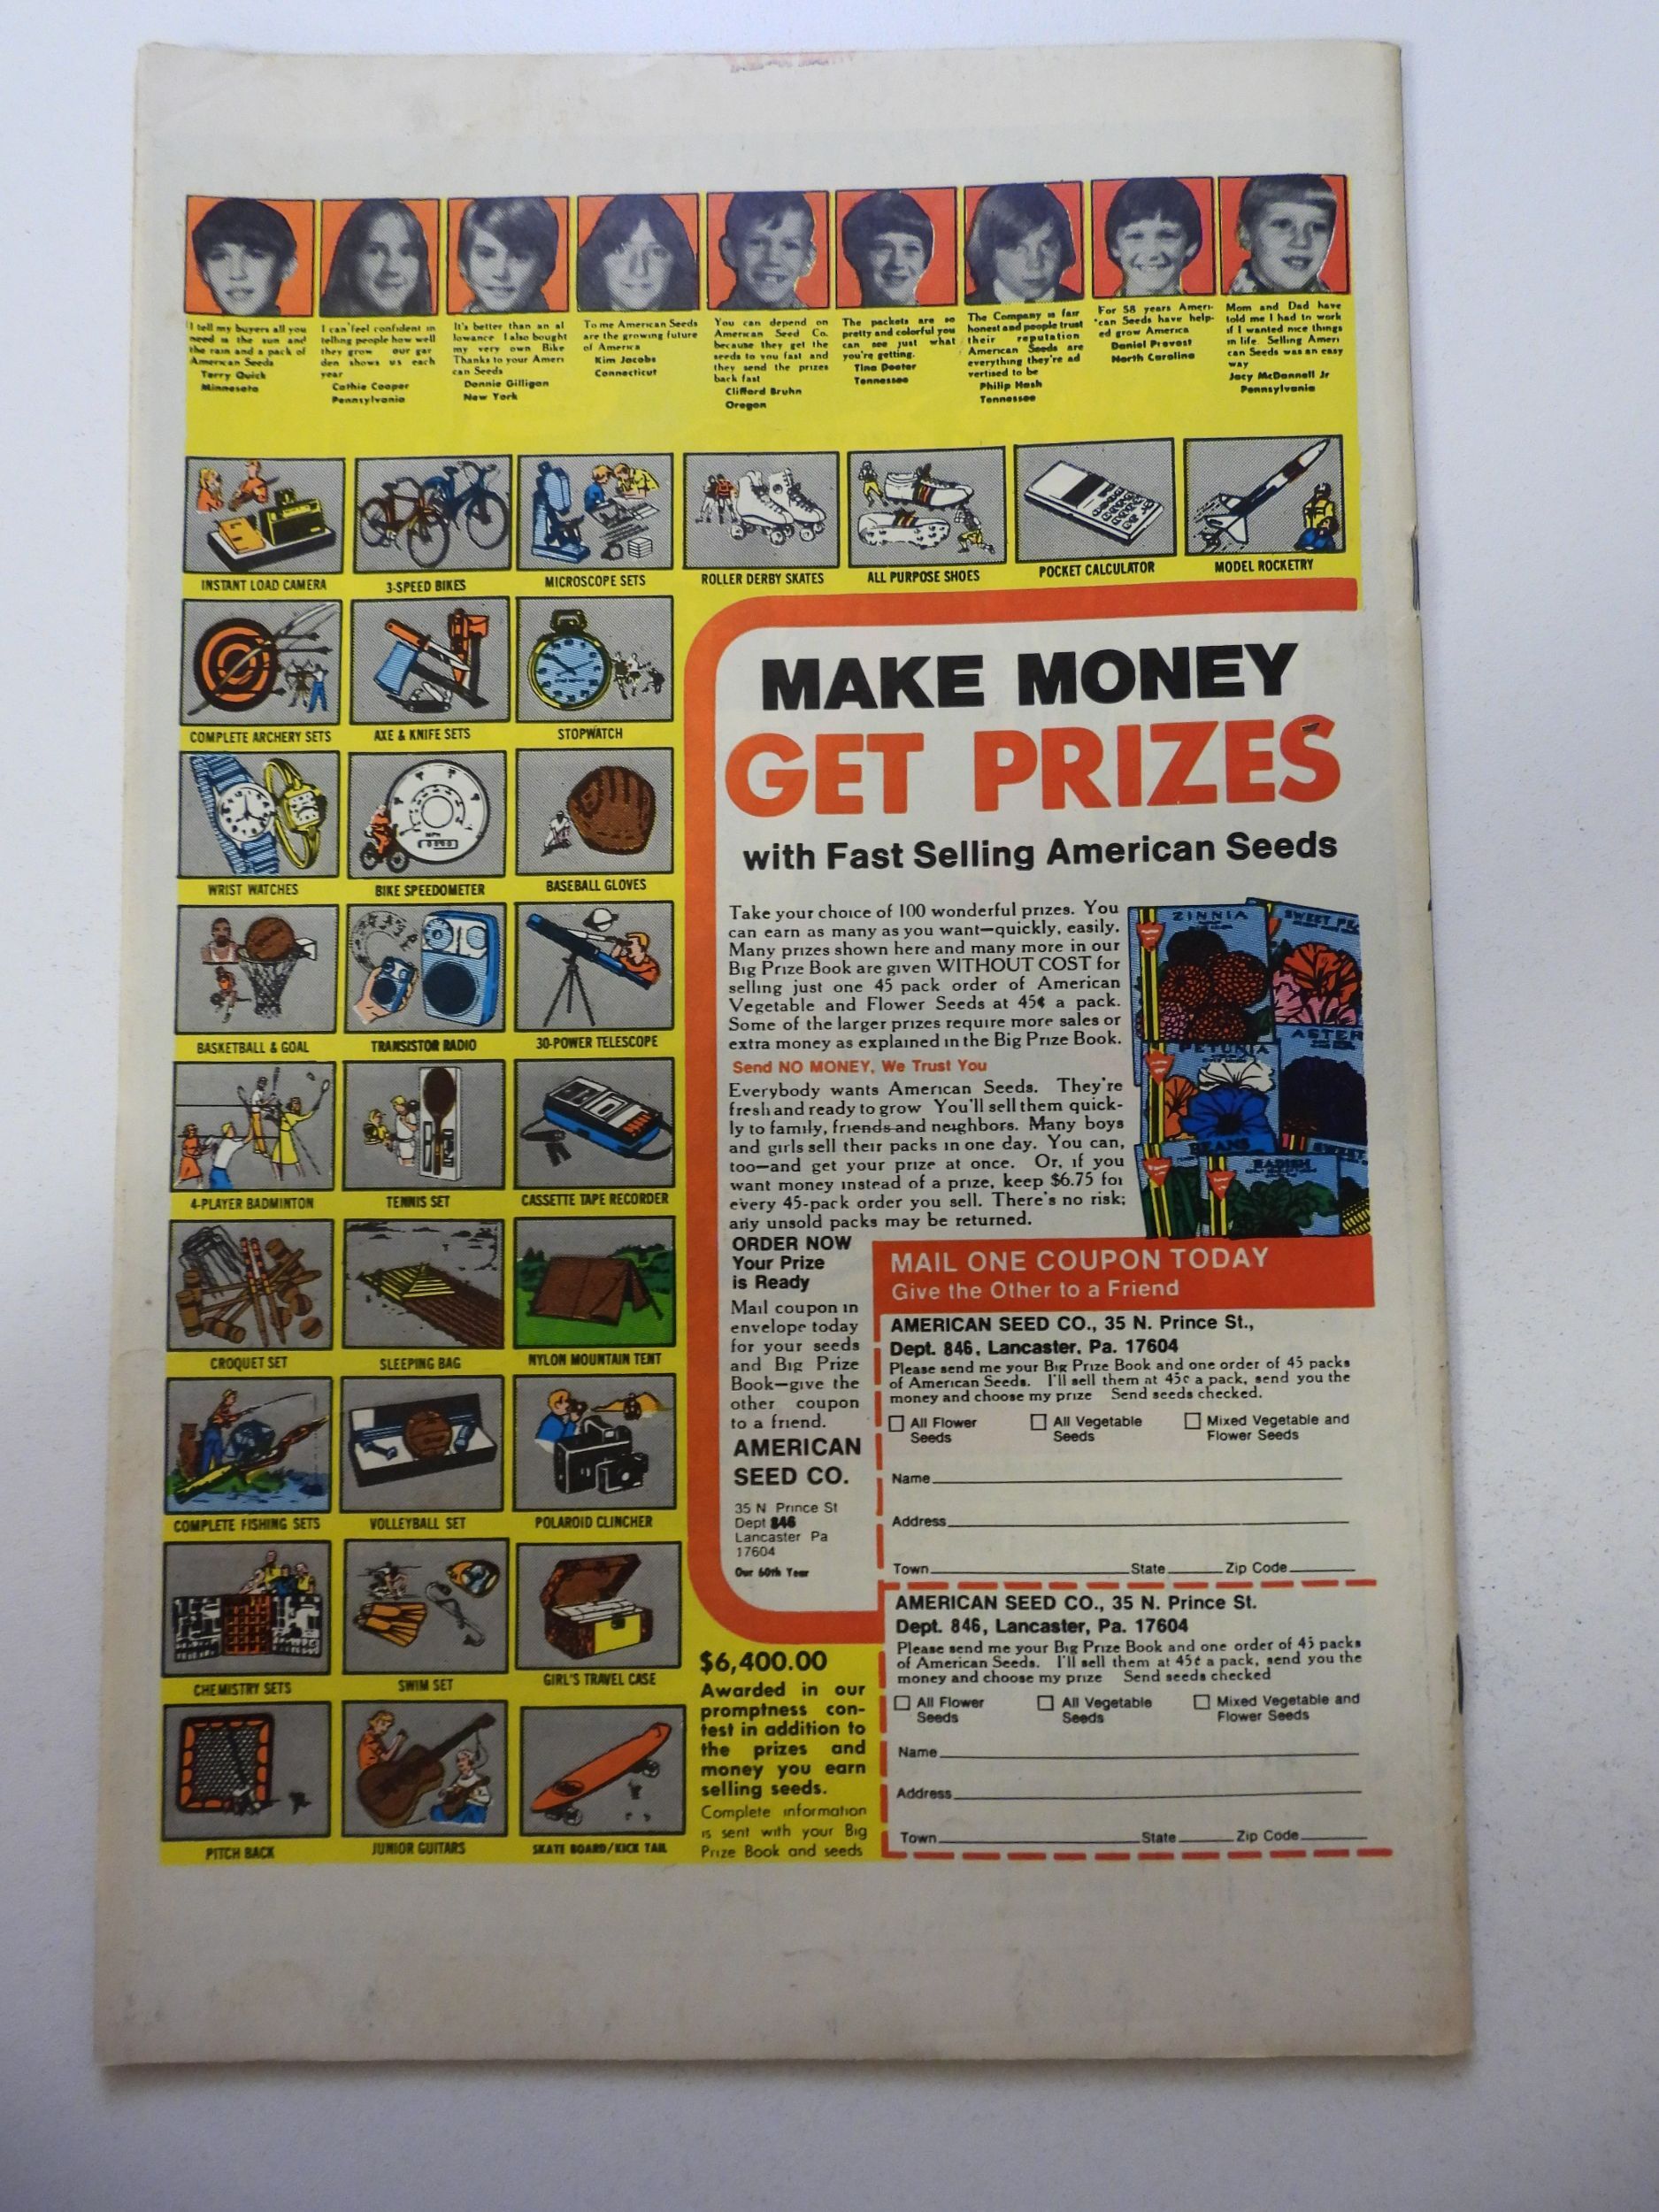 I tell my buyers all you
need is the sun and
the rain and a pack of
American Seeds
Terry Quick
Minnesota
I can feel confident in
telling people how well
they grow our gar
den shows us each
year
Cathie Cooper
Pennsylvania
It's better than an al
lowance I also bought
my very own Bike
Thanks to your Ameri
can Seeds
Donnie Gilligan
New York
To me American Seeds
are the growing future
of America
Kim Jacobs
Connecticut
You can depend on
American Seed Co.
because they get the
seeds to you fast and
they send the prizes
back fast
Clifford Bruhn
Oregon
The packets are so
pretty and colorful you
can see just what
you're getting.
Tina Deeter
Tennessee
The Company is fair
honest and people trust
their reputation
American Seeds are
everything they're ad
vertised to be
Philip Nash
Tennessee
For 58 years Ameri-
can Seeds have help-
ed grow America
Daniel Provost
North Carolina
Mom and Dad have
told me I had to work
if I wanted nice things
in life. Selling Ameri
can Seeds was an easy
way
Jacy McDannell Jr
Pennsylvania
INSTANT LOAD CAMERA
3-SPEED BIKES
MICROSCOPE SETS
ROLLER DERBY SKATES
ALL PURPOSE SHOES
POCKET CALCULATOR
MODEL ROCKETRY
COMPLETE ARCHERY SETS
AXE & KNIFE SETS
STOPWATCH
WRIST WATCHES
MPH
BIKE SPEEDOMETER
BASEBALL GLOVES
BASKETBALL & GOAL
TRANSISTOR RADIO
30-POWER TELESCOPE
4-PLAYER BADMINTON
TENNIS SET
CASSETTE TAPE RECORDER
CROQUET SET
SLEEPING BAG
NYLON MOUNTAIN TENT
COMPLETE FISHING SETS
VOLLEYBALL SET
POLAROID CLINCHER
CHEMISTRY SETS
SWIM SET
GIRL'S TRAVEL CASE
PITCH BACK
JUNIOR GUITARS
SKATE BOARD/KICK TAIL
MAKE MONEY
GET PRIZES
with Fast Selling American Seeds
Take your choice of 100 wonderful prizes. You
can earn as many as you want—quickly, easily.
Many prizes shown here and many more in our
Big Prize Book are given WITHOUT COST for
selling just one 45 pack order of American
Vegetable and Flower Seeds at 45¢ a pack.
Some of the larger prizes require more sales or
extra money as explained in the Big Prize Book.
Send NO MONEY, We Trust You
Everybody wants American Seeds. They're
fresh and ready to grow You'll sell them quick-
ly to family, friends and neighbors. Many boys
and girls sell their packs in one day. You can,
too—and get your prize at once. Or, if you
want money instead of a prize, keep $6.75 for
every 45-pack order you sell. There's no risk;
any unsold packs may be returned.
ZINNIA
SWEET PE
ASTER
PETUNIA
BEANS
RADISH
SWEET
ORDER NOW
Your Prize
is Ready
Mail coupon in
envelope today
for your seeds
and Big Prize
Book—give the
other coupon
to a friend.
AMERICAN
SEED CO.
35 N Prince St
Dept 846
Lancaster Pa
17604
Our 60th Year
MAIL ONE COUPON TODAY
Give the Other to a Friend
AMERICAN SEED CO., 35 N. Prince St.,
Dept. 846, Lancaster, Pa. 17604
Please send me your Big Prize Book and one order of 45 packs
of American Seeds. I'll sell them at 45¢ a pack, send you the
money and choose my prize Send seeds checked.
All Flower Seeds
All Vegetable Seeds
Mixed Vegetable and Flower Seeds
Name
Address
Town State Zip Code
AMERICAN SEED CO., 35 N. Prince St.
Dept. 846, Lancaster, Pa. 17604
Please send me your Big Prize Book and one order of 45 packs
of American Seeds. I'll sell them at 45¢ a pack, send you the
money and choose my prize Send seeds checked
All Flower Seeds
All Vegetable Seeds
Mixed Vegetable and Flower Seeds
Name
Address
Town State Zip Code
$6,400.00
Awarded in our
promptness con-
test in addition to
the prizes and
money you earn
selling seeds.
Complete information
is sent with your Big
Prize Book and seeds